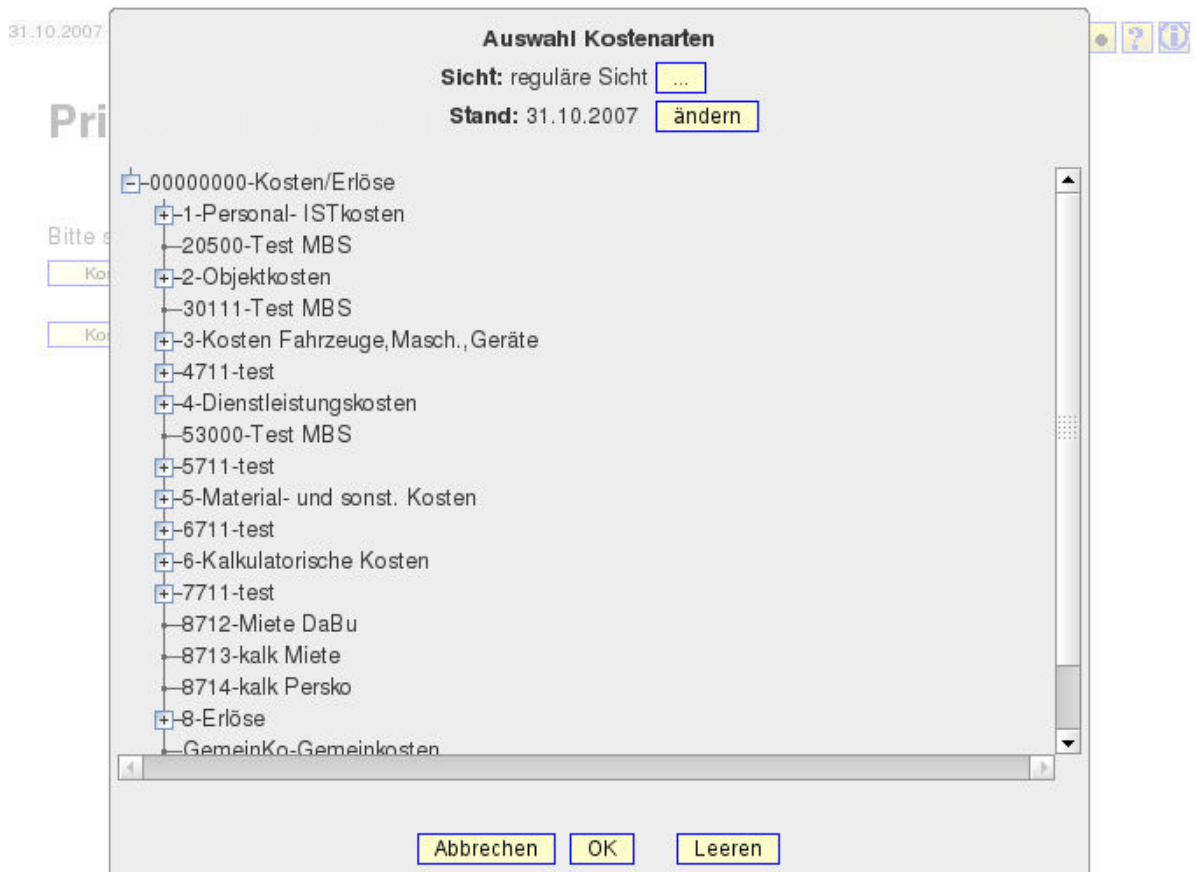 31.10.2007
Auswahl Kostenarten
Sicht: reguläre Sicht ...
Stand: 31.10.2007 ändern
Pri
00000000-Kosten/Erlöse
1-Personal- ISTkosten
20500-Test MBS
Bitte s
2-Objektkosten
30111-Test MBS
3-Kosten Fahrzeuge,Masch.,Geräte
4711-test
4-Dienstleistungskosten
53000-Test MBS
5711-test
5-Material- und sonst. Kosten
6711-test
6-Kalkulatorische Kosten
7711-test
8712-Miete DaBu
8713-kalk Miete
8714-kalk Persko
8-Erlöse
GemeinKo-Gemeinkosten
Abbrechen OK Leeren